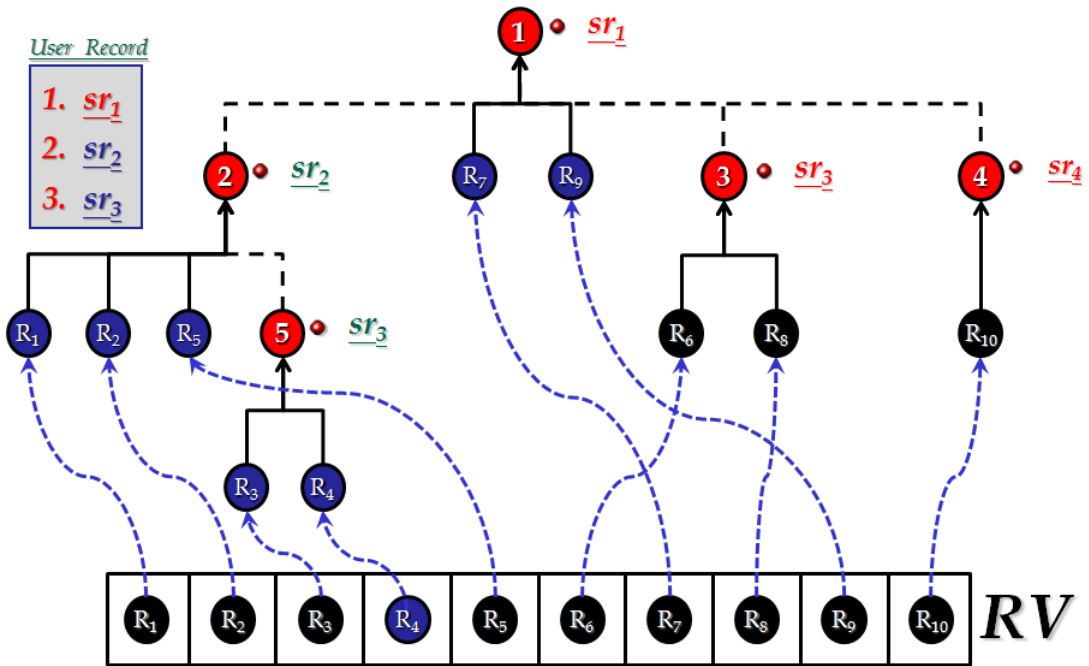 1 sr₁
User Record
1. sr₁
2. sr₂
3. sr₃
2 sr₂ R₇ R₉ 3 sr₃ 4 sr₄
R₁ R₂ R₅ 5 sr₃ R₆ R₈ R₁₀
R₃ R₄
R₁ R₂ R₃ R₄ R₅ R₆ R₇ R₈ R₉ R₁₀ RV